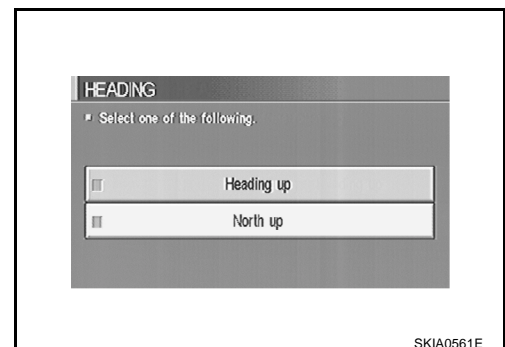 HEADING
Select one of the following.
Heading up
North up
SKIA0561E